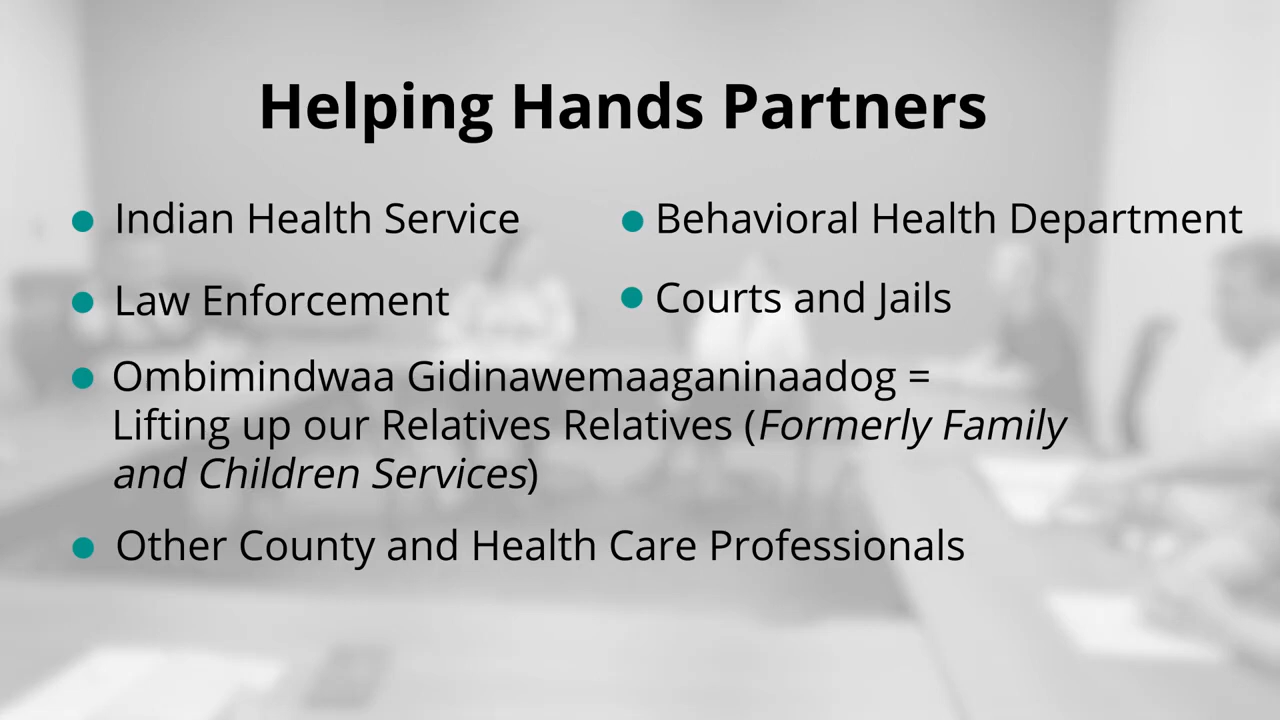 Helping Hands Partners
Indian Health Service
Behavioral Health Department
Law Enforcement
Courts and Jails
Ombimindwaa Gidinawemaaganinaadog =
Lifting up our Relatives Relatives (Formerly Family
and Children Services)
Other County and Health Care Professionals